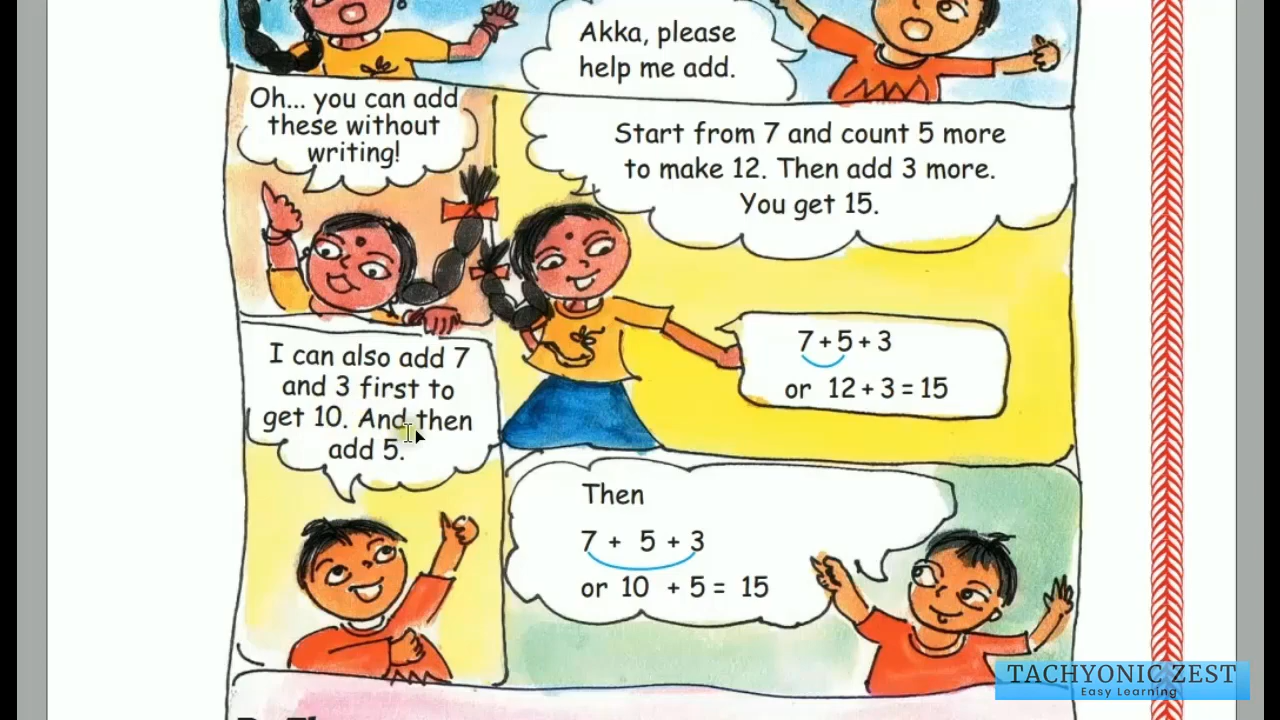 Akka, please
help me add.
Oh... you can add
these without
writing!
Start from 7 and count 5 more
to make 12. Then add 3 more.
You get 15.
7 + 5 + 3
or 12 + 3 = 15
I can also add 7
and 3 first to
get 10. And then
add 5.
Then
7 + 5 + 3
or 10 + 5 = 15
TACHYONIC ZEST
Easy Learning